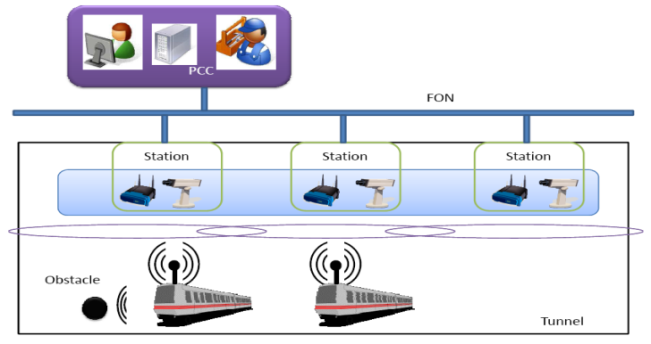 PCC
FON
Station
Station
Station
Obstacle
Tunnel